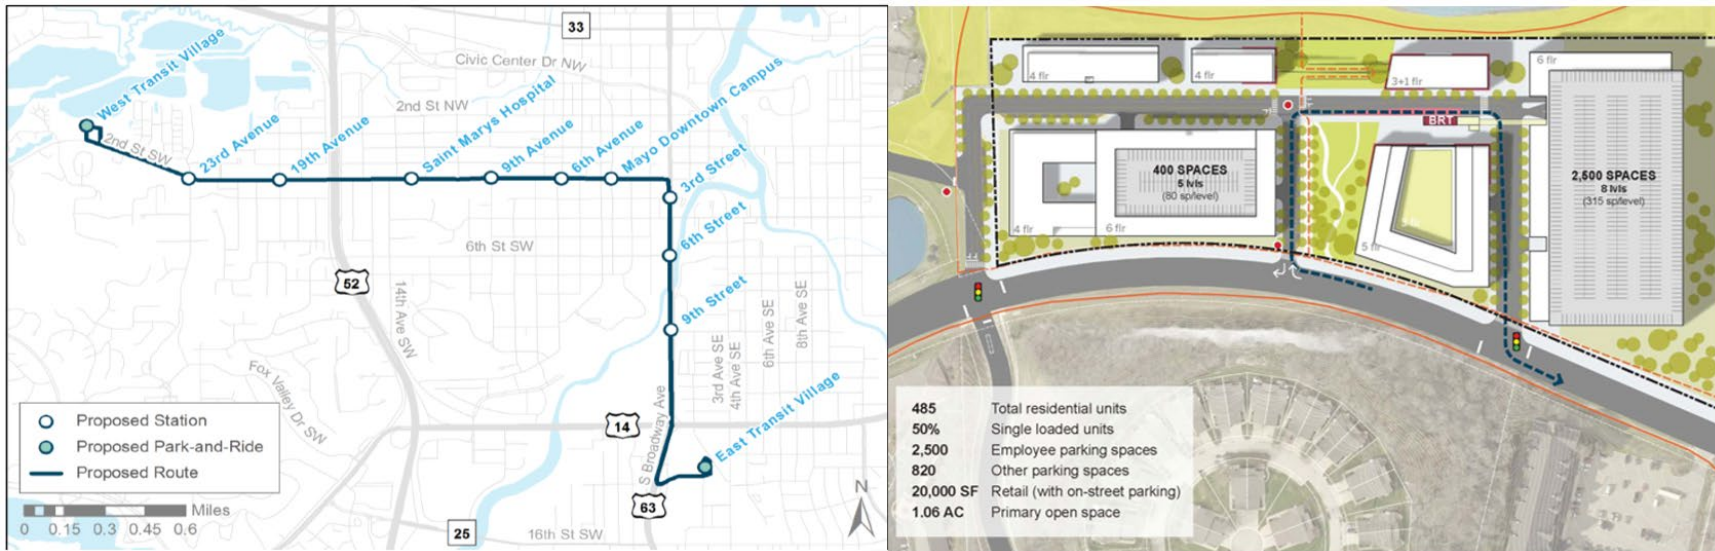 33
Civic Center Dr NW
2nd St NW
West Transit Village
2nd St SW
23rd Avenue
19th Avenue
Saint Marys Hospital
9th Avenue
6th Avenue
Mayo Downtown Campus
3rd Street
6th Street
9th Street
6th St SW
52
14th Ave SW
3rd Ave SE
4th Ave SE
6th Ave SE
8th Ave SE
Fox Valley Dr SW
S Broadway Ave
14
East Transit Village
63
25
16th St SW
N
Proposed Station
Proposed Park-and-Ride
Proposed Route
Miles
0 0.15 0.3 0.45 0.6
4 flr
4 flr
3+1 flr
6 flr
BRT
400 SPACES
5 lvls
(80 sp/level)
2,500 SPACES
8 lvls
(315 sp/level)
4 flr
6 flr
5 flr
485 Total residential units
50% Single loaded units
2,500 Employee parking spaces
820 Other parking spaces
20,000 SF Retail (with on-street parking)
1.06 AC Primary open space